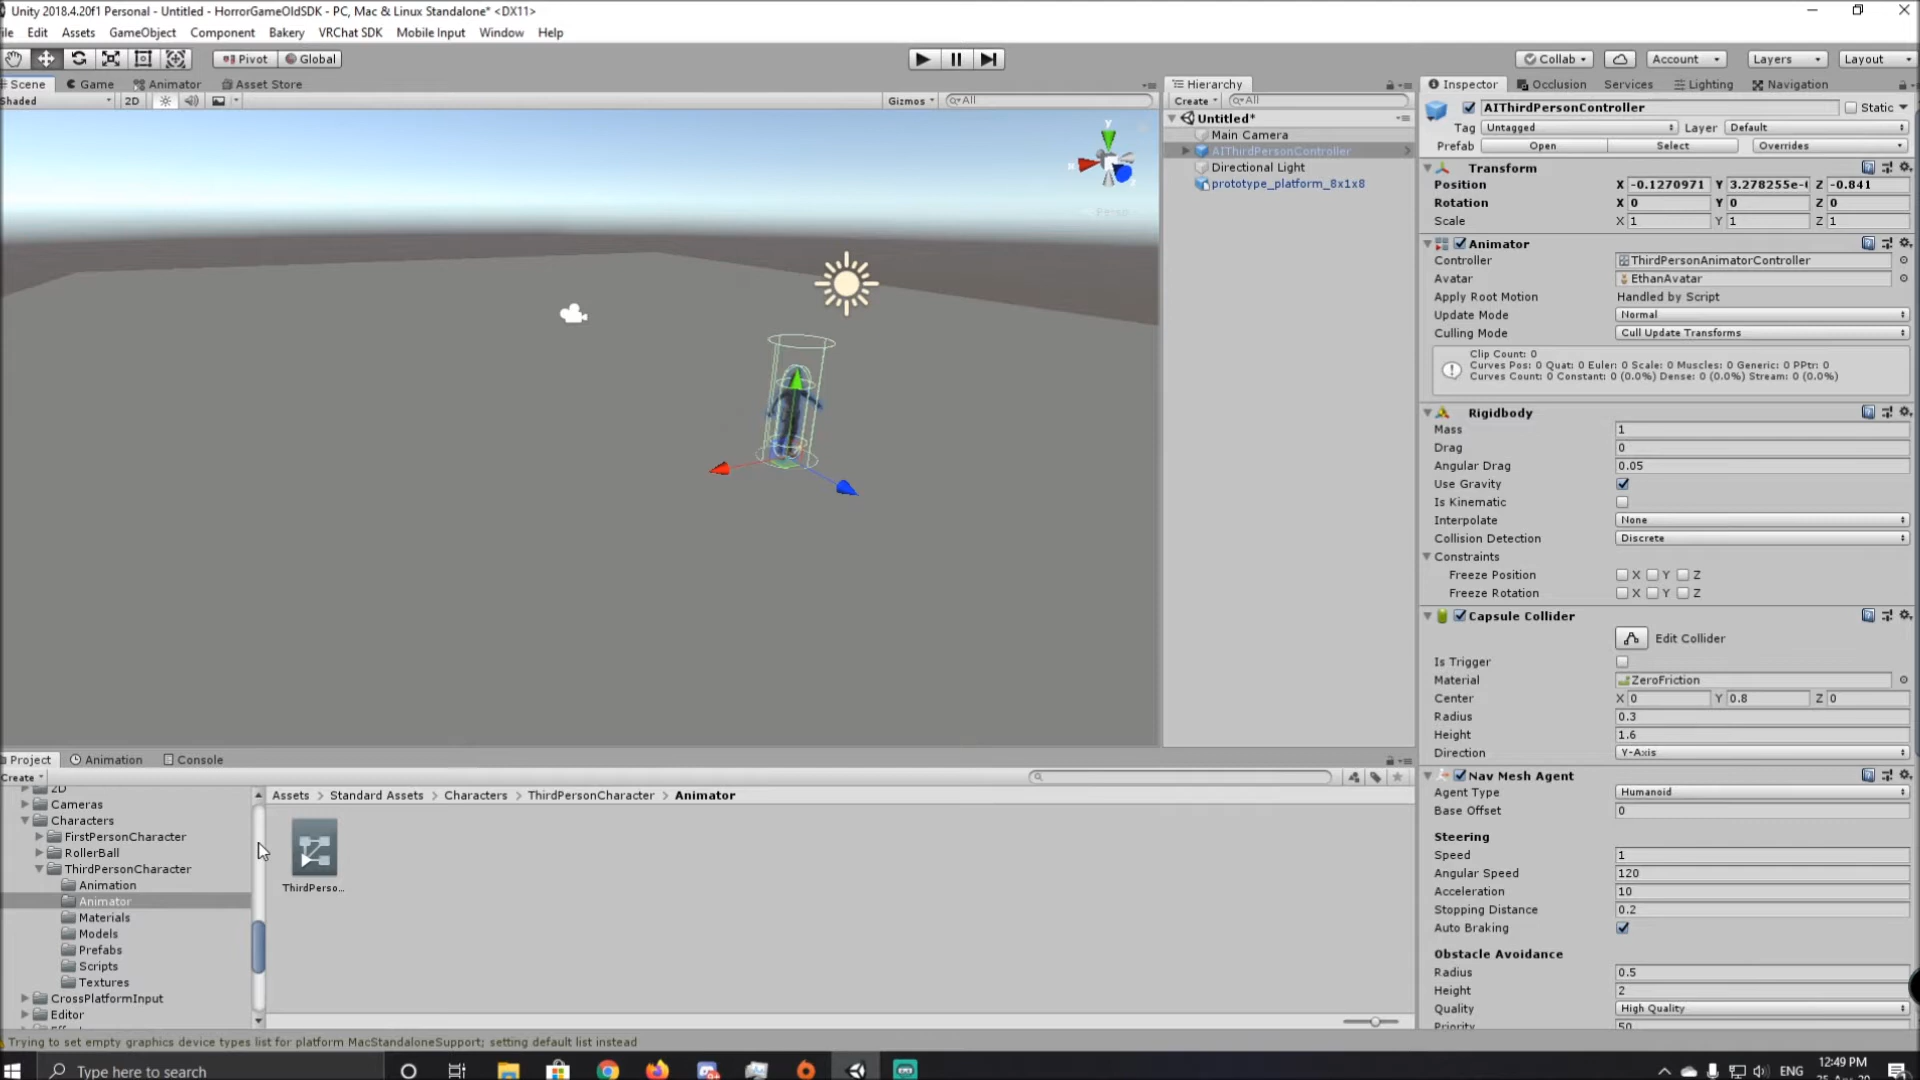 Unity 2018.4.20f1 Personal - Untitled - HorrorGameOldSDK - PC, Mac & Linux Standalone* <DX11>
ile Edit Assets GameObject Component Bakery VRChat SDK Mobile Input Window Help
Pivot Global Collab Account Layers Layout
Scene Game Animator Asset Store
Shaded 2D Gizmos All
y
x
Persp
Hierarchy
Create All
Untitled*
Main Camera
AIThirdPersonController
Directional Light
prototype_platform_8x1x8
Inspector Occlusion Services Lighting Navigation
AIThirdPersonController Static
Tag Untagged Layer Default
Prefab Open Select Overrides
Transform
Position X -0.1270971 Y 3.278255e- Z -0.841
Rotation X 0 Y 0 Z 0
Scale X 1 Y 1 Z 1
Animator
Controller ThirdPersonAnimatorController
Avatar EthanAvatar
Apply Root Motion Handled by Script
Update Mode Normal
Culling Mode Cull Update Transforms
Clip Count: 0
Curves Pos: 0 Quat: 0 Euler: 0 Scale: 0 Muscles: 0 Generic: 0 PPtr: 0
Curves Count: 0 Constant: 0 (0.0%) Dense: 0 (0.0%) Stream: 0 (0.0%)
Rigidbody
Mass 1
Drag 0
Angular Drag 0.05
Use Gravity
Is Kinematic
Interpolate None
Collision Detection Discrete
Constraints
Freeze Position X Y Z
Freeze Rotation X Y Z
Capsule Collider
Edit Collider
Is Trigger
Material ZeroFriction
Center X 0 Y 0.8 Z 0
Radius 0.3
Height 1.6
Direction Y-Axis
Nav Mesh Agent
Agent Type Humanoid
Base Offset 0
Steering
Speed 1
Angular Speed 120
Acceleration 10
Stopping Distance 0.2
Auto Braking
Obstacle Avoidance
Radius 0.5
Height 2
Quality High Quality
Priority 50
Project Animation Console
Create
2D
Cameras
Characters
FirstPersonCharacter
RollerBall
ThirdPersonCharacter
Animation
Animator
Materials
Models
Prefabs
Scripts
Textures
CrossPlatformInput
Editor
Assets > Standard Assets > Characters > ThirdPersonCharacter > Animator
ThirdPerso...
Trying to set empty graphics device types list for platform MacStandaloneSupport; setting default list instead
Type here to search
ENG 12:49 PM